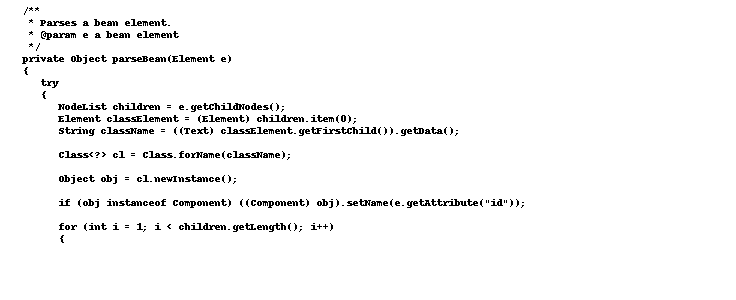 /**
 * Parses a bean element.
 * @param e a bean element
 */
private Object parseBean(Element e)
{
   try
   {
      NodeList children = e.getChildNodes();
      Element classElement = (Element) children.item(0);
      String className = ((Text) classElement.getFirstChild()).getData();

      Class<?> cl = Class.forName(className);

      Object obj = cl.newInstance();

      if (obj instanceof Component) ((Component) obj).setName(e.getAttribute("id"));

      for (int i = 1; i < children.getLength(); i++)
      {